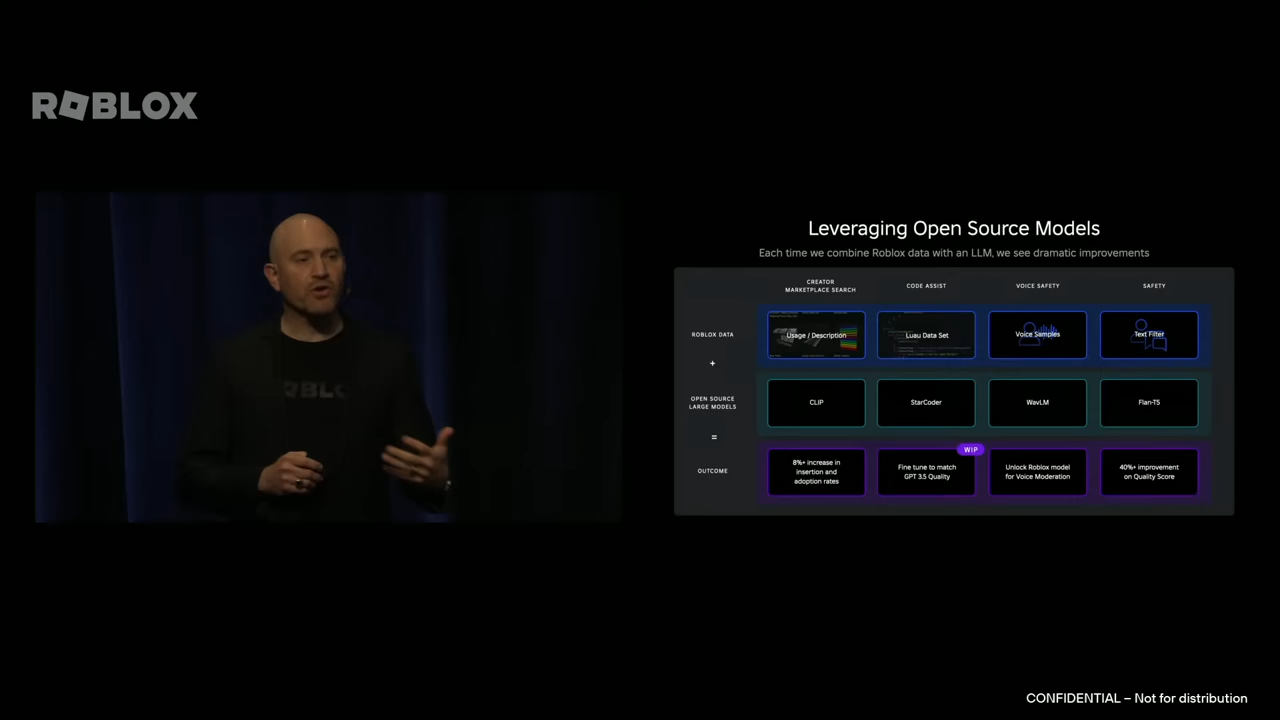 ROBLOX
RBLO
Leveraging Open Source Models
Each time we combine Roblox data with an LLM, we see dramatic improvements
CREATOR
MARKETPLACE SEARCH
CODE ASSIST
VOICE SAFETY
SAFETY
ROBLOX DATA
Usage / Description
Luau Data Set
Voice Samples
Text Filter
+
OPEN SOURCE
LARGE MODELS
CLIP
StarCoder
WavLM
Flan-T5
=
OUTCOME
8%+ increase in
insertion and
adoption rates
WIP
Fine tune to match
GPT 3.5 Quality
Unlock Roblox model
for Voice Moderation
40%+ improvement
on Quality Score
CONFIDENTIAL – Not for distribution